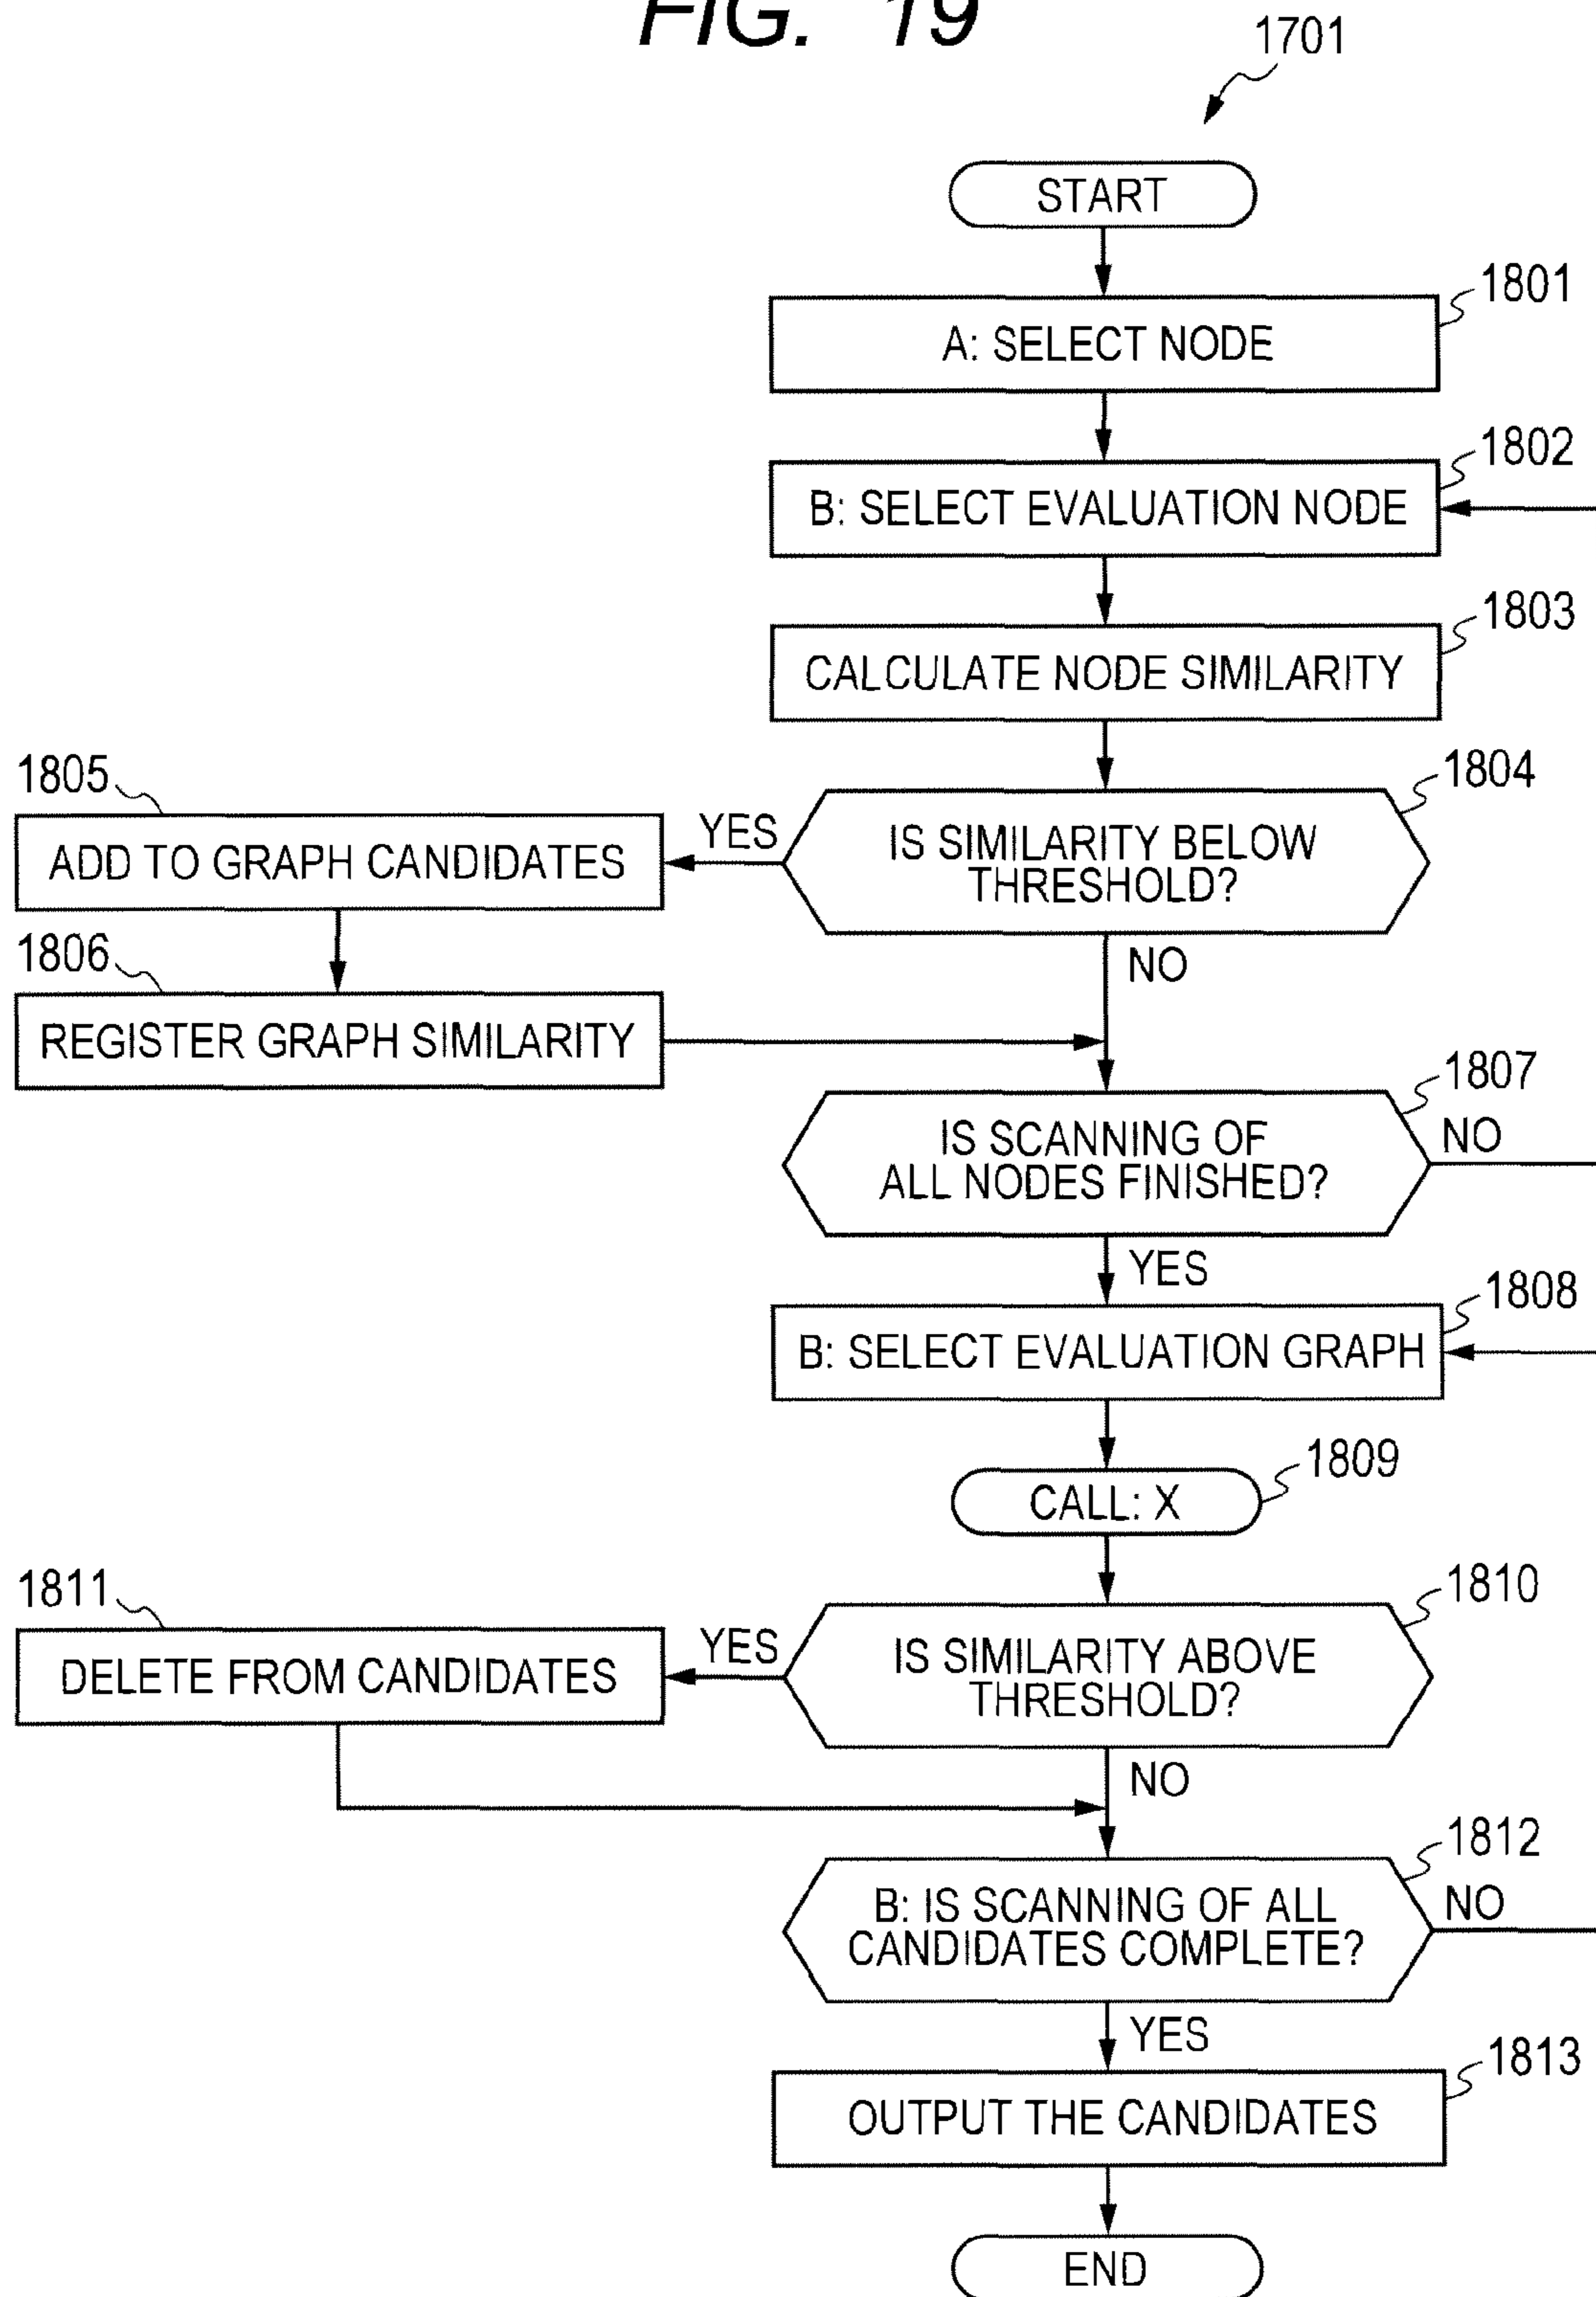 FIG. 19
1701
START
1801
A: SELECT NODE
1802
B: SELECT EVALUATION NODE
1803
CALCULATE NODE SIMILARITY
1804
IS SIMILARITY BELOW
THRESHOLD?
YES
1805
ADD TO GRAPH CANDIDATES
NO
1806
REGISTER GRAPH SIMILARITY
1807
IS SCANNING OF
ALL NODES FINISHED?
NO
YES
1808
B: SELECT EVALUATION GRAPH
1809
CALL: X
1810
IS SIMILARITY ABOVE
THRESHOLD?
YES
1811
DELETE FROM CANDIDATES
NO
1812
B: IS SCANNING OF ALL
CANDIDATES COMPLETE?
NO
YES
1813
OUTPUT THE CANDIDATES
END